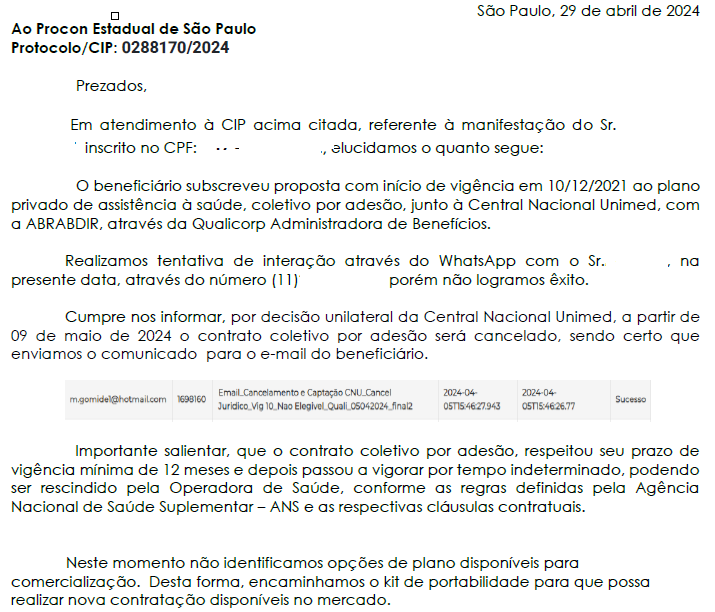 São Paulo, 29 de abril de 2024
Ao Procon Estadual de São Paulo
Protocolo/CIP: 0288170/2024
Prezados,
Em atendimento à CIP acima citada, referente à manifestação do Sr.
inscrito no CPF: , elucidamos o quanto segue:
O beneficiário subscreveu proposta com início de vigência em 10/12/2021 ao plano
privado de assistência à saúde, coletivo por adesão, junto à Central Nacional Unimed, com
a ABRABDIR, através da Qualicorp Administradora de Benefícios.
Realizamos tentativa de interação através do WhatsApp com o Sr. , na
presente data, através do número (11) porém não logramos êxito.
Cumpre nos informar, por decisão unilateral da Central Nacional Unimed, a partir de
09 de maio de 2024 o contrato coletivo por adesão será cancelado, sendo certo que
enviamos o comunicado para o e-mail do beneficiário.
m.gomide1@hotmail.com 1698160 Email_Cancelamento e Captação CNU_Cancel 2024-04- 2024-04- Sucesso
Juridico_Vig 10_Nao Elegivel_Quali_05042024_final2 05T15:46:27.943 05T15:46:26.77
Importante salientar, que o contrato coletivo por adesão, respeitou seu prazo de
vigência mínima de 12 meses e depois passou a vigorar por tempo indeterminado, podendo
ser rescindido pela Operadora de Saúde, conforme as regras definidas pela Agência
Nacional de Saúde Suplementar – ANS e as respectivas cláusulas contratuais.
Neste momento não identificamos opções de plano disponíveis para
comercialização. Desta forma, encaminhamos o kit de portabilidade para que possa
realizar nova contratação disponíveis no mercado.